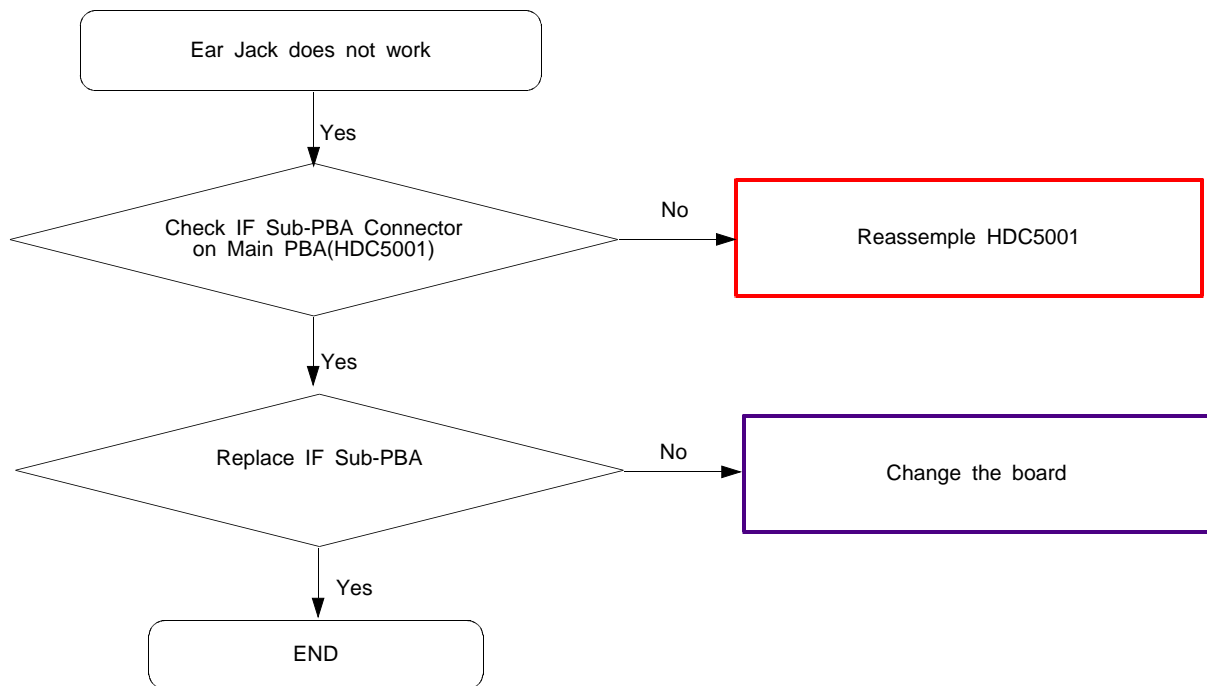 Ear Jack does not work
Yes
Check IF Sub-PBA Connector
on Main PBA(HDC5001)
No
Reassemple HDC5001
Yes
Replace IF Sub-PBA
No
Change the board
Yes
END